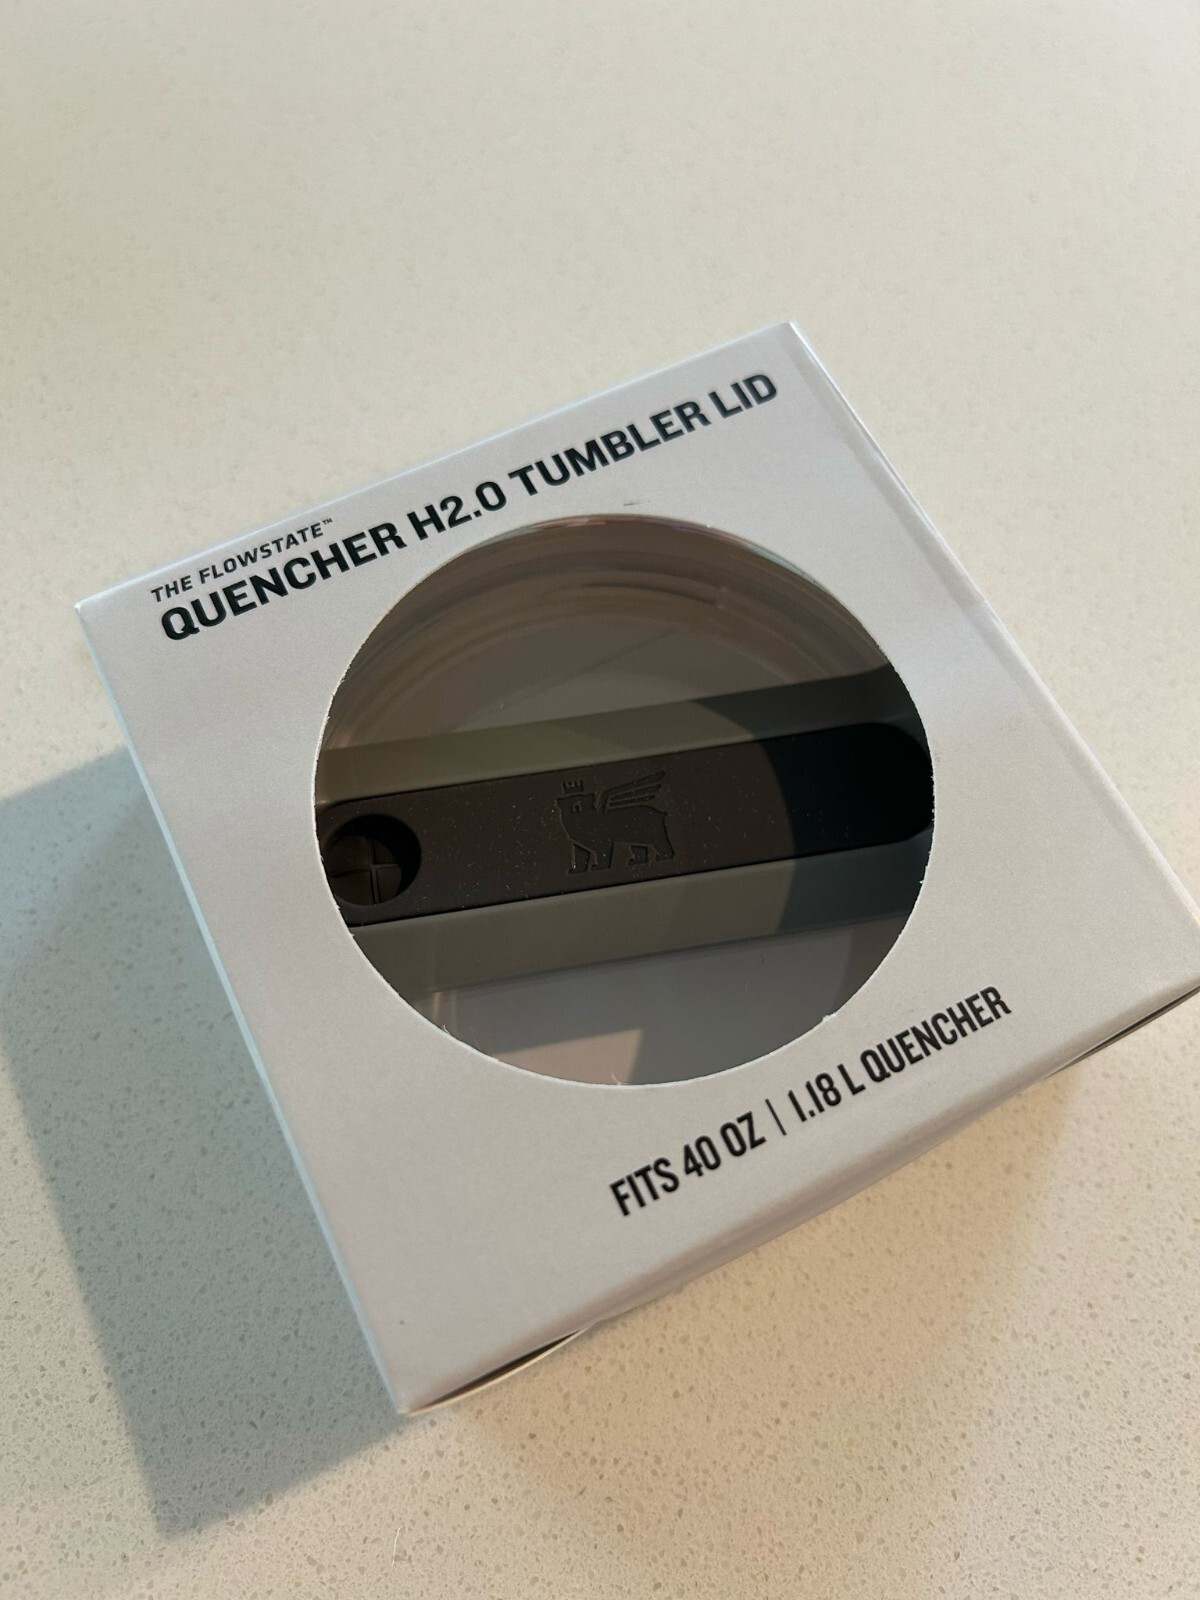 THE FLOWSTATE™
QUENCHER H2.0 TUMBLER LID
FITS 40 OZ | 1.18 L QUENCHER